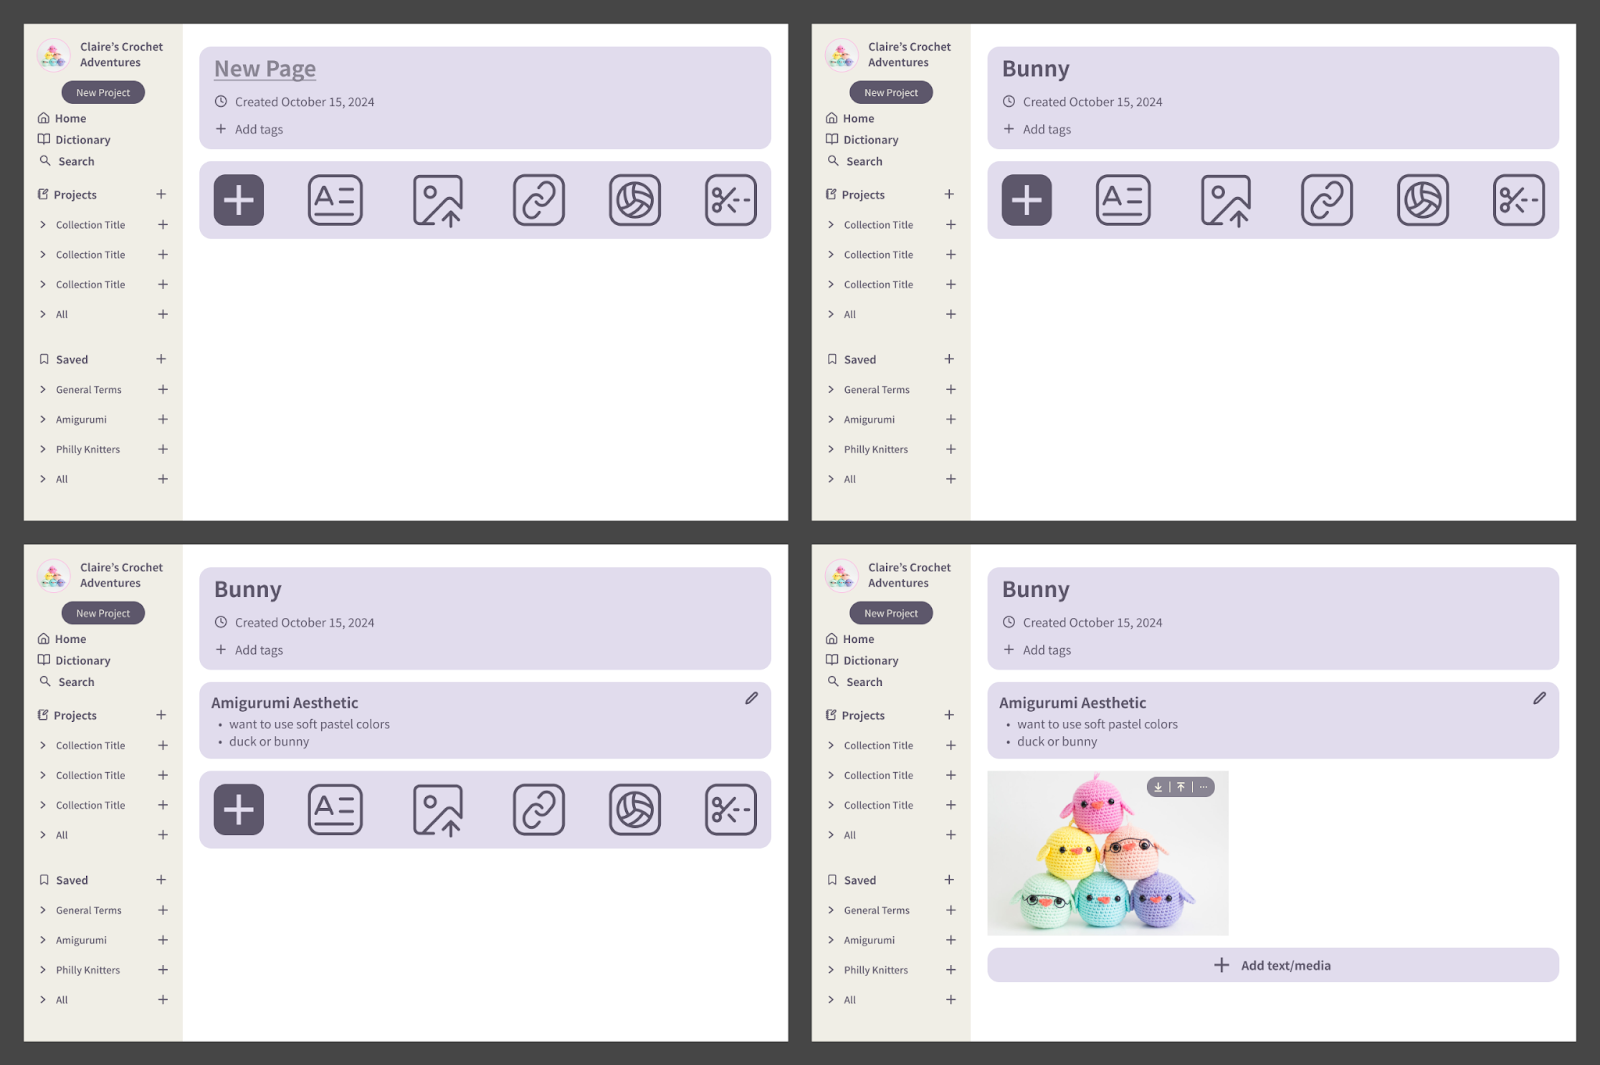 Claire's Crochet
Adventures
New Project
Home
Dictionary
Search
Projects
Collection Title
Collection Title
Collection Title
All
Saved
General Terms
Amigurumi
Philly Knitters
All
New Page
Created October 15, 2024
Add tags
A
Claire's Crochet
Adventures
New Project
Home
Dictionary
Search
Projects
Collection Title
Collection Title
Collection Title
All
Saved
General Terms
Amigurumi
Philly Knitters
All
Bunny
Created October 15, 2024
Add tags
A
Claire's Crochet
Adventures
New Project
Home
Dictionary
Search
Projects
Collection Title
Collection Title
Collection Title
All
Saved
General Terms
Amigurumi
Philly Knitters
All
Bunny
Created October 15, 2024
Add tags
Amigurumi Aesthetic
• want to use soft pastel colors
• duck or bunny
A
Claire's Crochet
Adventures
New Project
Home
Dictionary
Search
Projects
Collection Title
Collection Title
Collection Title
All
Saved
General Terms
Amigurumi
Philly Knitters
All
Bunny
Created October 15, 2024
Add tags
Amigurumi Aesthetic
• want to use soft pastel colors
• duck or bunny
Add text/media